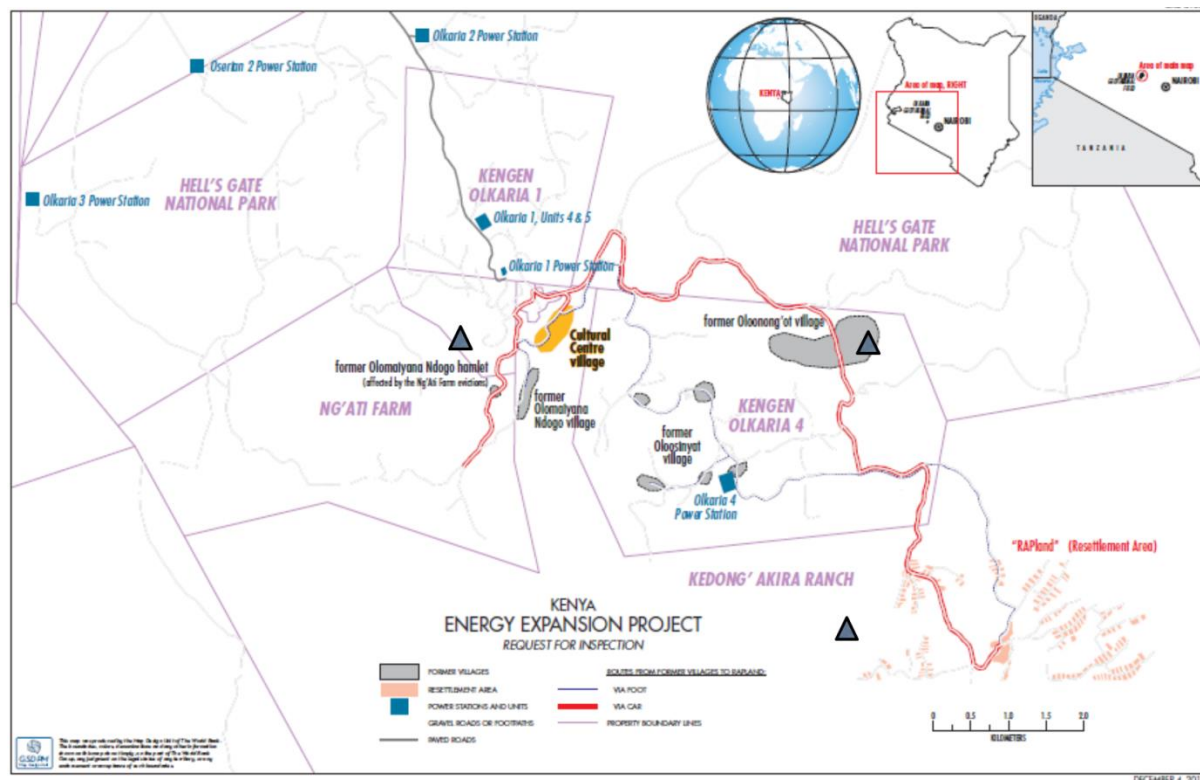 Olkaria 2 Power Station
Oserian 2 Power Station
Olkaria 3 Power Station
HELL'S GATE
NATIONAL PARK
KENGEN
OLKARIA 1
Olkaria 1, Units 4 & 5
Olkaria 1 Power Station
KENYA
Area of map, RIGHT
NAIROBI
UGANDA
Area of main map
NAIROBI
TANZANIA
HELL'S GATE
NATIONAL PARK
former Oloonong'ot village
Cultural
Centre
village
former Olomaiyana Ndogo hamlet
(affected by the Ng'Ati Farm evictions)
NG'ATI FARM
former
Olomaiyana
Ndogo village
KENGEN
OLKARIA 4
former
Oloosinyat
village
Olkaria 4
Power Station
"RAPland" (Resettlement Area)
KEDONG' AKIRA RANCH
KENYA
ENERGY EXPANSION PROJECT
REQUEST FOR INSPECTION
FORMER VILLAGES
RESETTLEMENT AREA
POWER STATIONS AND UNITS
GRAVEL ROADS OR FOOTPATHS
PAVED ROADS
ROUTES FROM FORMER VILLAGES TO RAPLAND:
VIA FOOT
VIA CAR
PROPERTY BOUNDARY LINES
0 0.5 1.0 1.5 2.0
KILOMETERS
GSDPM